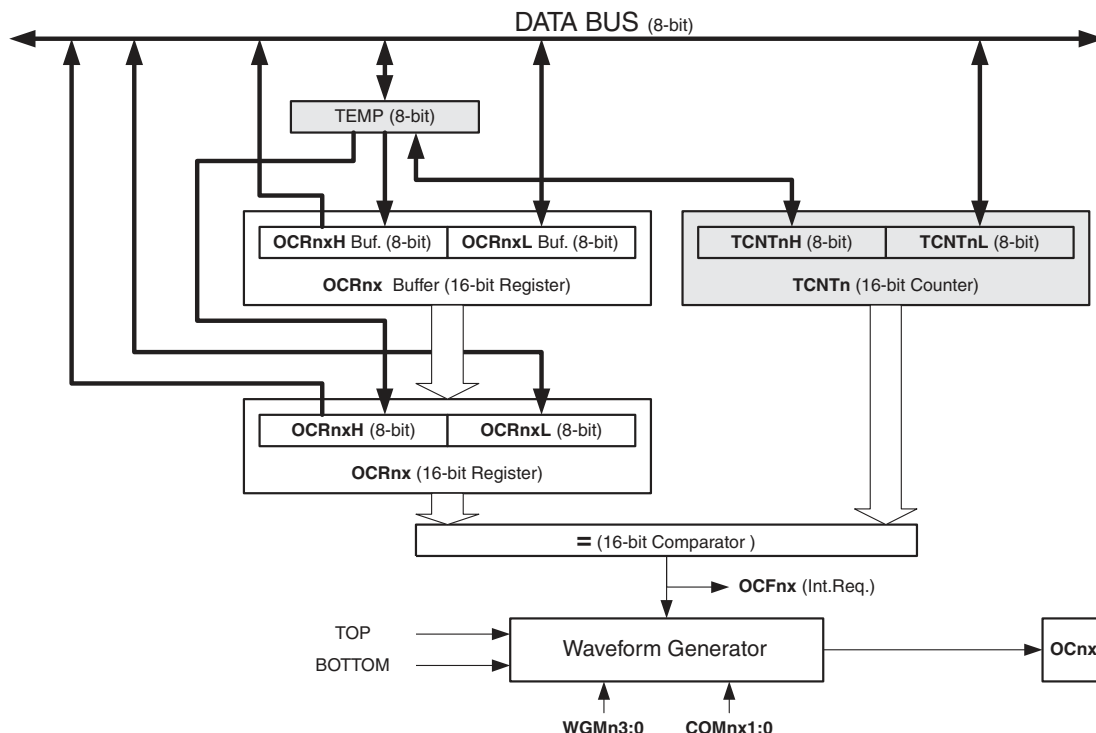 DATA BUS (8-bit)
TEMP (8-bit)
OCRnxH Buf. (8-bit)
OCRnxL Buf. (8-bit)
OCRnx Buffer (16-bit Register)
TCNTnH (8-bit)
TCNTnL (8-bit)
TCNTn (16-bit Counter)
OCRnxH (8-bit)
OCRnxL (8-bit)
OCRnx (16-bit Register)
= (16-bit Comparator )
OCFnx (Int.Req.)
TOP
BOTTOM
Waveform Generator
OCnx
WGMn3:0
COMnx1:0